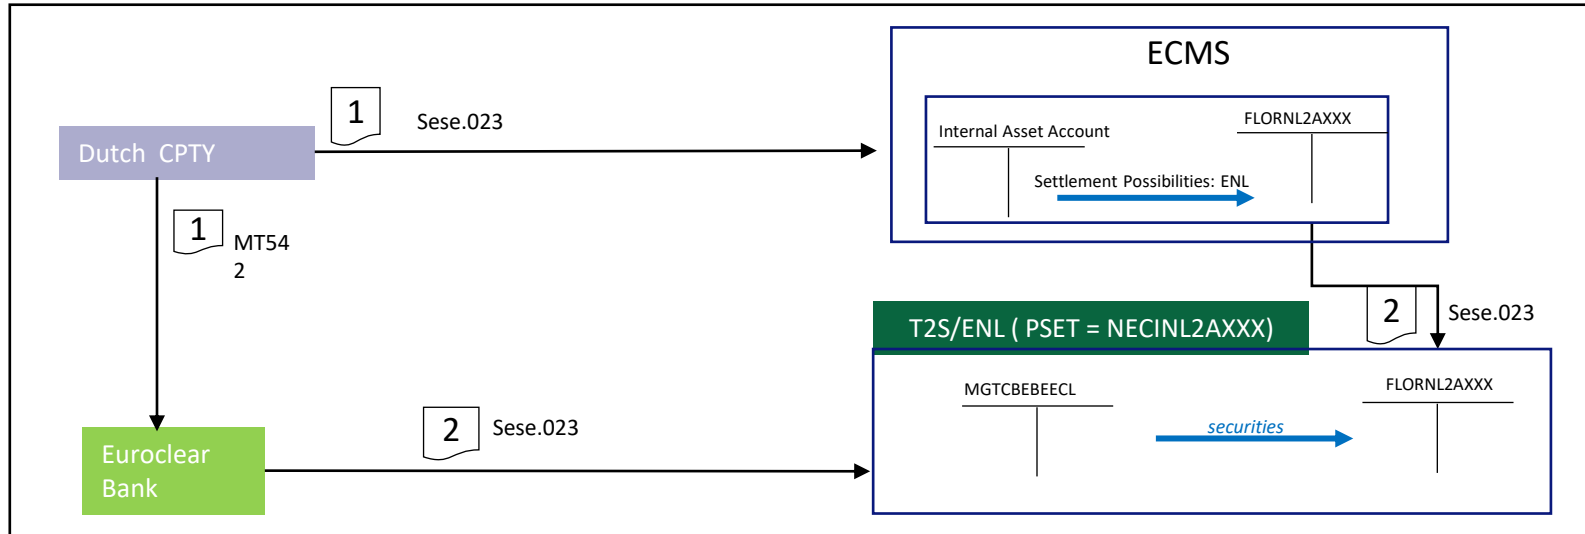 ECMS
1
Sese.023
Dutch CPTY
Internal Asset Account
FLORNL2AXXX
Settlement Possibilities: ENL
1
MT54
2
2
Sese.023
T2S/ENL ( PSET = NECINL2AXXX)
MGTCBEBEECL
FLORNL2AXXX
securities
2
Sese.023
Euroclear
Bank